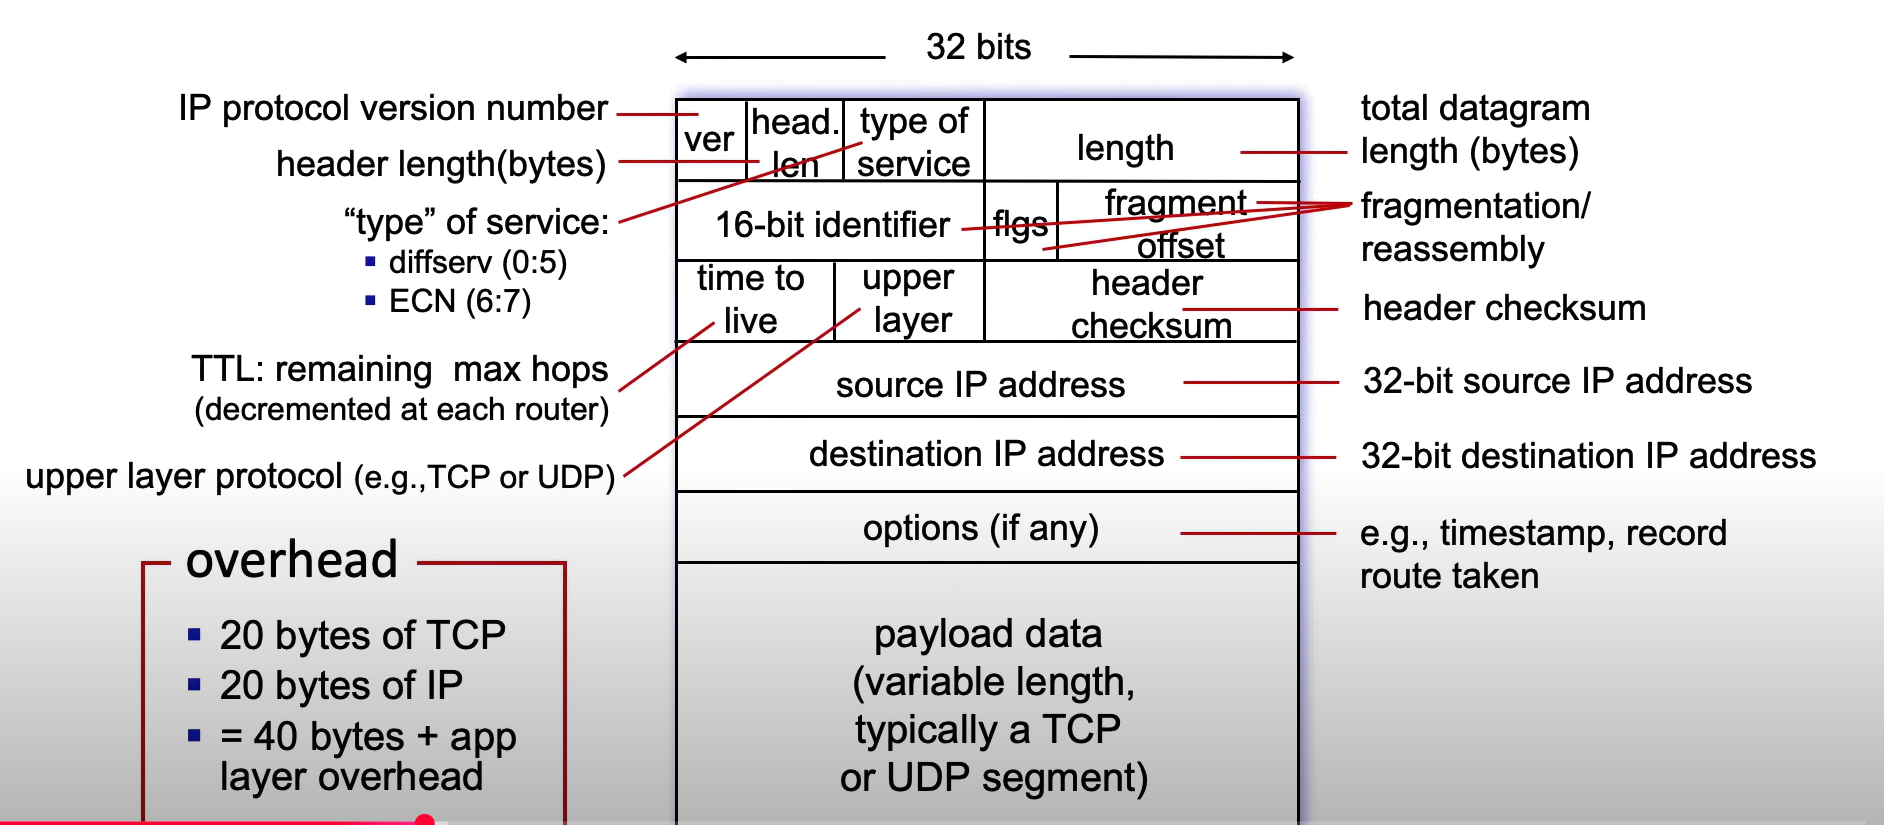 32 bits
IP protocol version number
header length(bytes)
“type” of service:
▪ diffserv (0:5)
▪ ECN (6:7)
TTL: remaining max hops
(decremented at each router)
upper layer protocol (e.g.,TCP or UDP)
overhead
▪ 20 bytes of TCP
▪ 20 bytes of IP
▪ = 40 bytes + app
layer overhead
ver
head.
len
type of
service
length
16-bit identifier
flgs
fragment
offset
time to
live
upper
layer
header
checksum
source IP address
destination IP address
options (if any)
payload data
(variable length,
typically a TCP
or UDP segment)
total datagram
length (bytes)
fragmentation/
reassembly
header checksum
32-bit source IP address
32-bit destination IP address
e.g., timestamp, record
route taken